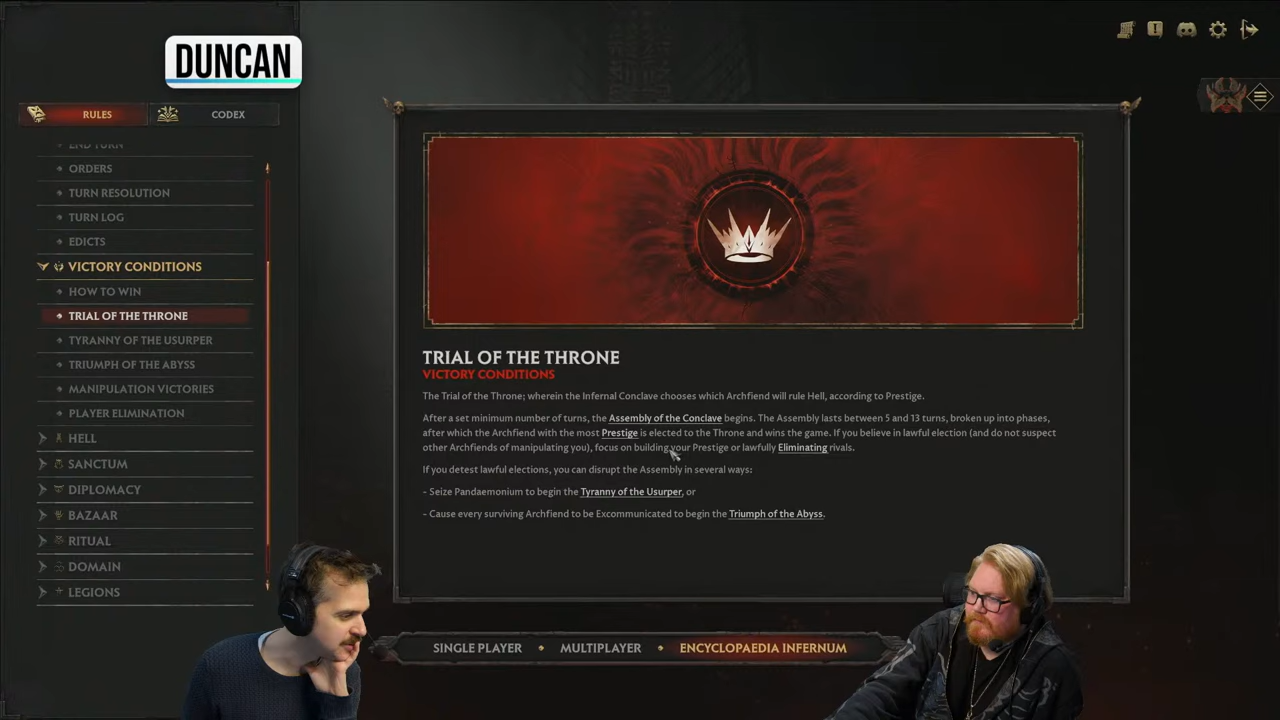 DUNCAN
RULES
CODEX
END TURN
ORDERS
TURN RESOLUTION
TURN LOG
EDICTS
VICTORY CONDITIONS
HOW TO WIN
TRIAL OF THE THRONE
TYRANNY OF THE USURPER
TRIUMPH OF THE ABYSS
MANIPULATION VICTORIES
PLAYER ELIMINATION
HELL
SANCTUM
DIPLOMACY
BAZAAR
RITUAL
DOMAIN
LEGIONS
TRIAL OF THE THRONE
VICTORY CONDITIONS
The Trial of the Throne; wherein the Infernal Conclave chooses which Archfiend will rule Hell, according to Prestige.
After a set minimum number of turns, the Assembly of the Conclave begins. The Assembly lasts between 5 and 13 turns, broken up into phases,
after which the Archfiend with the most Prestige is elected to the Throne and wins the game. If you believe in lawful election (and do not suspect
other Archfiends of manipulating you), focus on building your Prestige or lawfully Eliminating rivals.
If you detest lawful elections, you can disrupt the Assembly in several ways:
- Seize Pandaemonium to begin the Tyranny of the Usurper, or
- Cause every surviving Archfiend to be Excommunicated to begin the Triumph of the Abyss.
SINGLE PLAYER
MULTIPLAYER
ENCYCLOPAEDIA INFERNUM